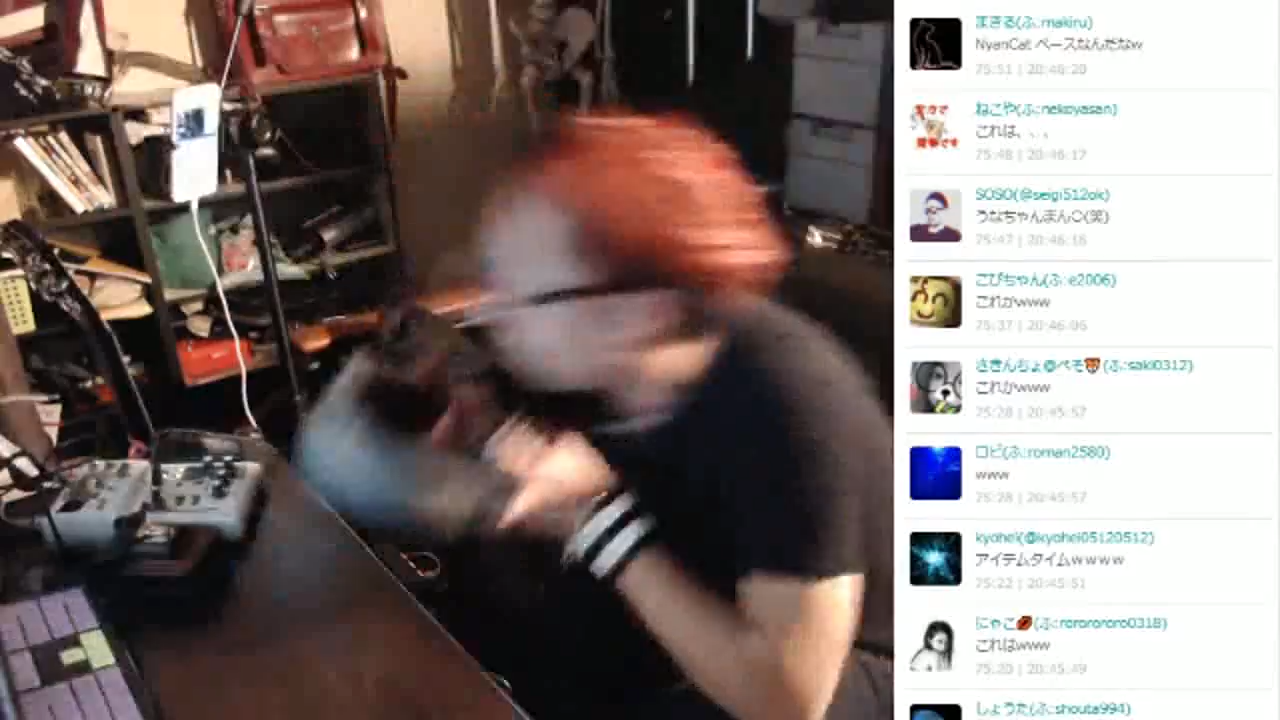 まきる(ふ:makiru)
NyanCat ベースなんだなw
75:51 | 20:46:20
ねこや(ふ:nekoyasan)
これは、、、
75:48 | 20:46:17
SOSO(@seigi512ok)
うなちゃんまん○(笑)
75:47 | 20:46:16
こぴちゃん(ふ:e2006)
これかwww
75:37 | 20:46:06
さきんちょ@ペそ🐯(ふ:saki0312)
これかwww
75:28 | 20:45:57
ロビ(ふ:roman2580)
www
75:28 | 20:45:57
kyohei(@kyohei05120512)
アイテムタイムwwww
75:22 | 20:45:51
にゃこ💋(ふ:rorororoo0318)
これはwww
75:20 | 20:45:49
しょうた(ふ:shouta994)